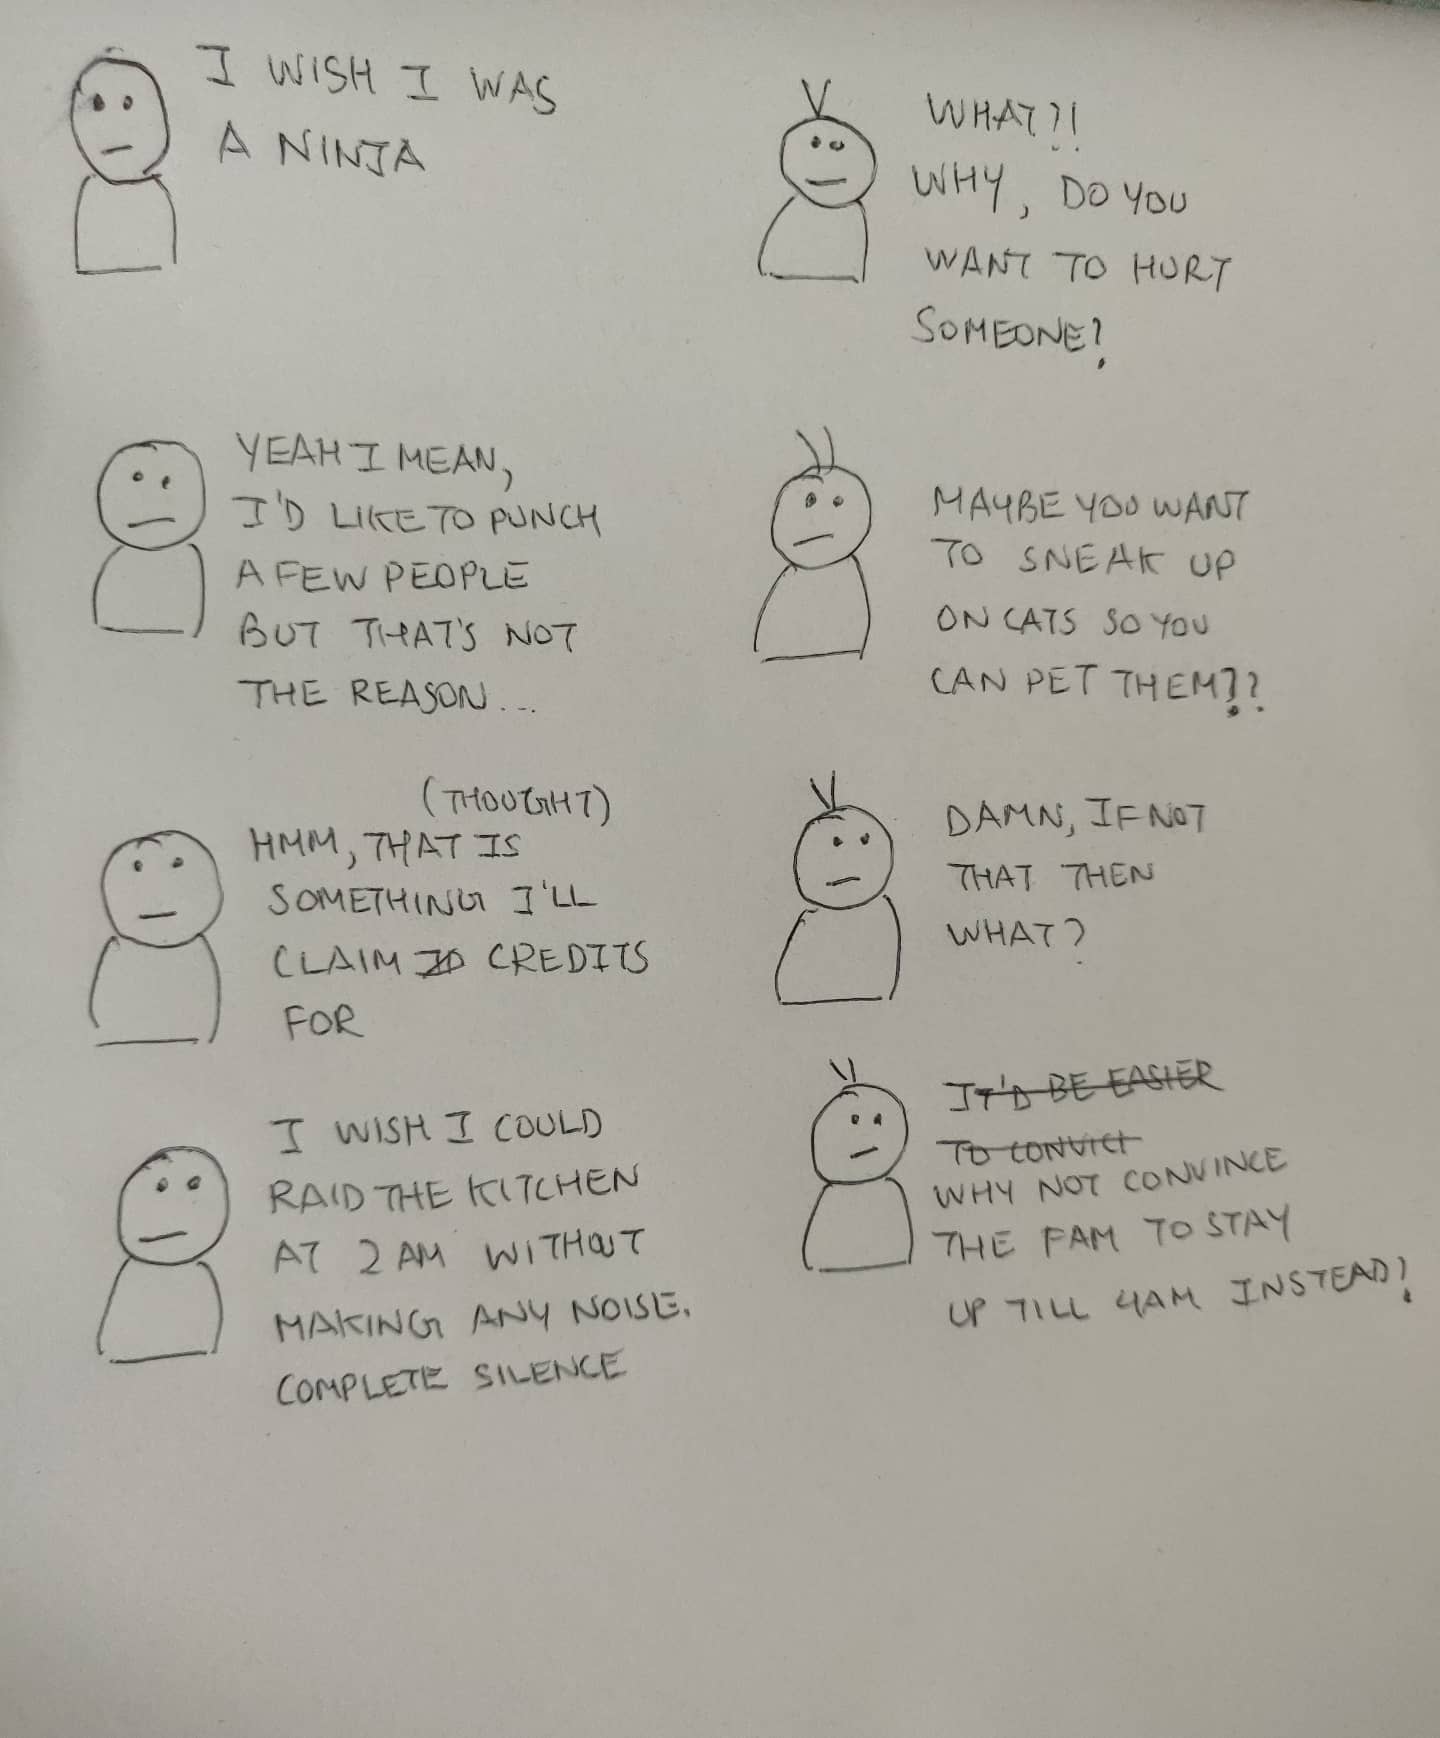 I WISH I WAS
A NINJA
WHAT?!
WHY, DO YOU
WANT TO HURT
SOMEONE?
YEAH I MEAN,
I'D LIKE TO PUNCH
A FEW PEOPLE
BUT THAT'S NOT
THE REASON...
MAYBE YOU WANT
TO SNEAK UP
ON CATS SO YOU
CAN PET THEM??
(THOUGHT)
HMM, THAT IS
SOMETHING I'LL
CLAIM CREDITS
FOR
DAMN, IF NOT
THAT THEN
WHAT?
I WISH I COULD
RAID THE KITCHEN
AT 2 AM WITHOUT
MAKING ANY NOISE.
COMPLETE SILENCE
IT'D BE EASIER
TO CONVICT
WHY NOT CONVINCE
THE FAM TO STAY
UP TILL 4AM INSTEAD?